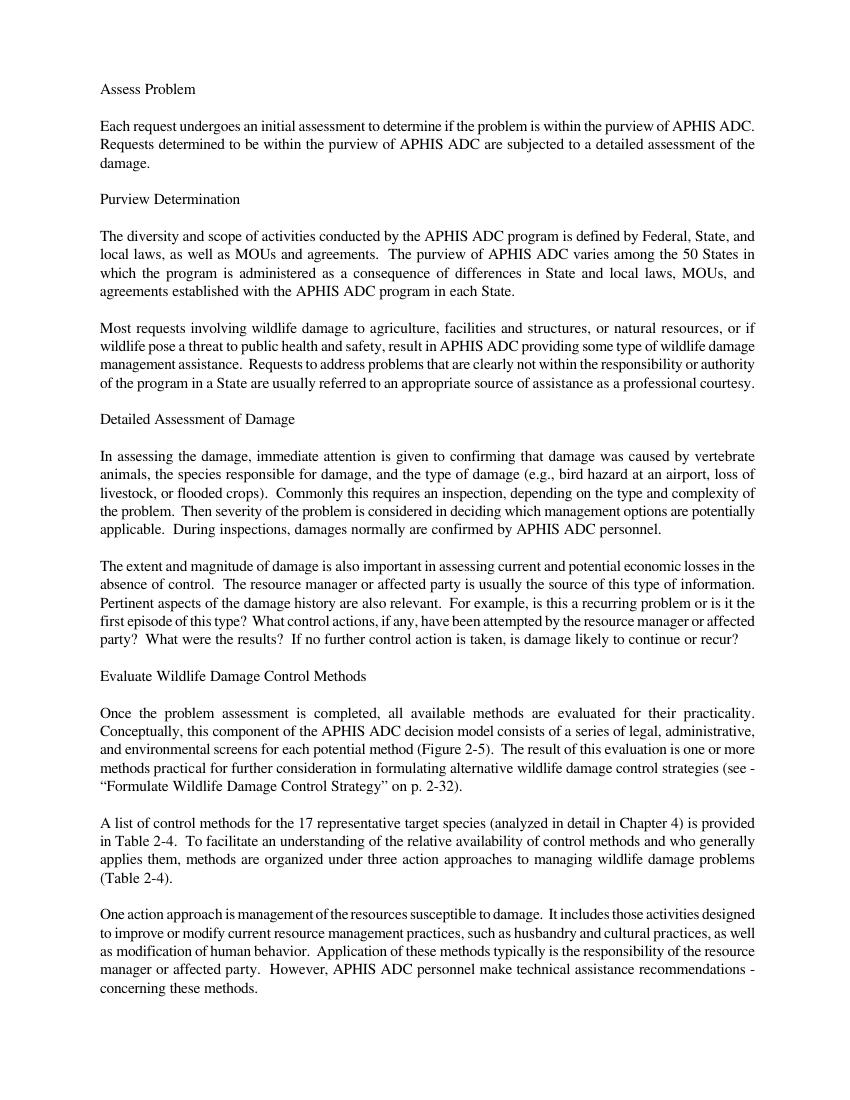 Assess Problem
Each request undergoes an initial assessment to determine if the problem is within the purview of APHIS ADC.
Requests determined to be within the purview of APHIS ADC are subjected to a detailed assessment of the
damage.
Purview Determination
The diversity and scope of activities conducted by the APHIS ADC program is defined by Federal, State, and
local laws, as well as MOUs and agreements.  The purview of APHIS ADC varies among the 50 States in
which the program is administered as a consequence of differences in State and local laws, MOUs, and
agreements established with the APHIS ADC program in each State.
Most requests involving wildlife damage to agriculture, facilities and structures, or natural resources, or if
wildlife pose a threat to public health and safety, result in APHIS ADC providing some type of wildlife damage
management assistance.  Requests to address problems that are clearly not within the responsibility or authority
of the program in a State are usually referred to an appropriate source of assistance as a professional courtesy.
Detailed Assessment of Damage
In assessing the damage, immediate attention is given to confirming that damage was caused by vertebrate
animals, the species responsible for damage, and the type of damage (e.g., bird hazard at an airport, loss of
livestock, or flooded crops).  Commonly this requires an inspection, depending on the type and complexity of
the problem.  Then severity of the problem is considered in deciding which management options are potentially
applicable.  During inspections, damages normally are confirmed by APHIS ADC personnel.
The extent and magnitude of damage is also important in assessing current and potential economic losses in the
absence of control.  The resource manager or affected party is usually the source of this type of information.
Pertinent aspects of the damage history are also relevant.  For example, is this a recurring problem or is it the
first episode of this type?  What control actions, if any, have been attempted by the resource manager or affected
party?  What were the results?  If no further control action is taken, is damage likely to continue or recur?
Evaluate Wildlife Damage Control Methods
Once the problem assessment is completed, all available methods are evaluated for their practicality.
Conceptually, this component of the APHIS ADC decision model consists of a series of legal, administrative,
and environmental screens for each potential method (Figure 2-5).  The result of this evaluation is one or more
methods practical for further consideration in formulating alternative wildlife damage control strategies (see -
“Formulate Wildlife Damage Control Strategy” on p. 2-32).
A list of control methods for the 17 representative target species (analyzed in detail in Chapter 4) is provided
in Table 2-4.  To facilitate an understanding of the relative availability of control methods and who generally
applies them, methods are organized under three action approaches to managing wildlife damage problems
(Table 2-4).
One action approach is management of the resources susceptible to damage.  It includes those activities designed
to improve or modify current resource management practices, such as husbandry and cultural practices, as well
as modification of human behavior.  Application of these methods typically is the responsibility of the resource
manager or affected party.  However, APHIS ADC personnel make technical assistance recommendations -
concerning these methods.